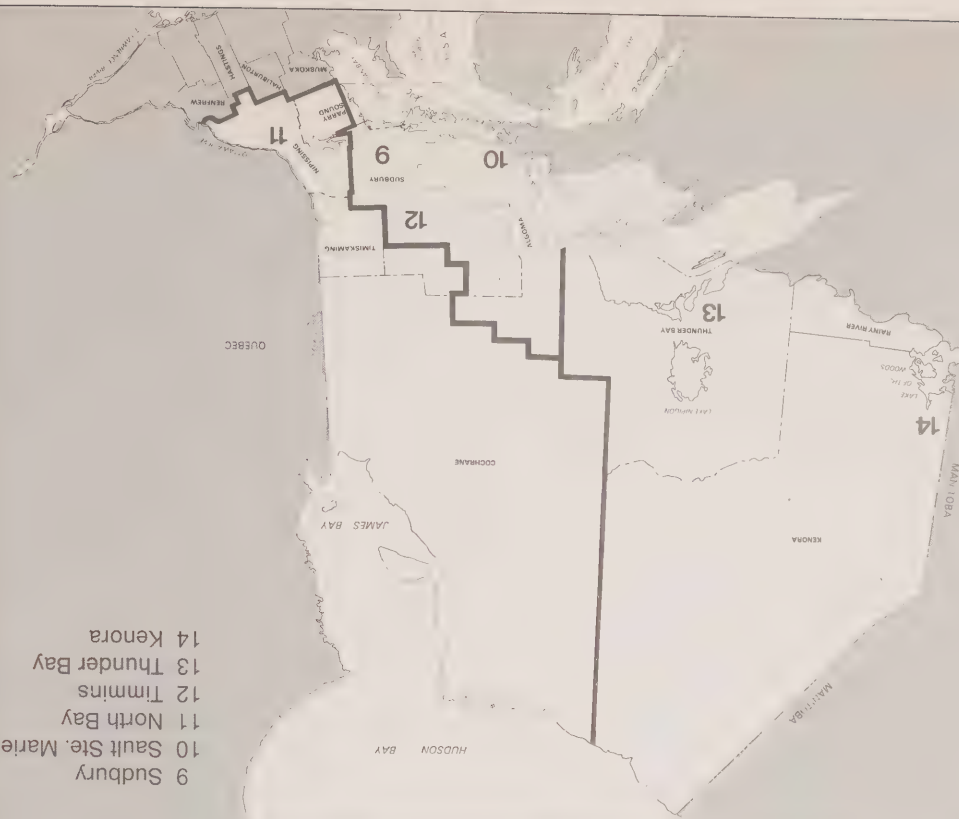 9 Sudbury
10 Sault Ste. Marie
11 North Bay
12 Timmins
13 Thunder Bay
14 Kenora
HUDSON BAY
MANITOBA
JAMES BAY
KENORA
COCHRANE
MANITOBA
14
LAKE
OF THE
WOODS
LAKE NIPIGON
RAINY RIVER
THUNDER BAY
13
QUEBEC
TIMISKAMING
ALGOMA
12
SUDBURY
10
9
NIPISSING
11
PARRY
SOUND
RENFREW
MUSKOKA
HALIBURTON
HASTINGS